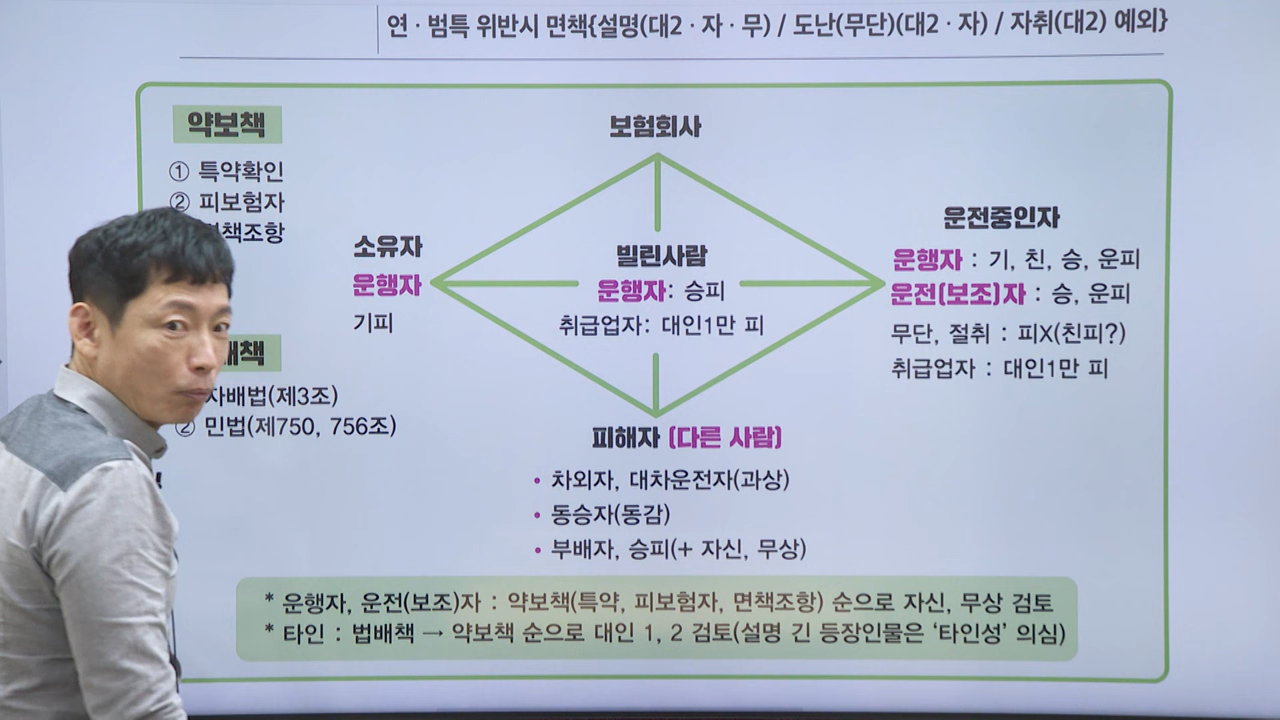 연 · 범특 위반시 면책{설명(대2 · 자 · 무) / 도난(무단)(대2 · 자) / 자취(대2) 예외}
약보책
① 특약확인
② 피보험자
책조항
배책
자배법(제3조)
② 민법(제750, 756조)
보험회사
소유자
운행자
기피
빌린사람
운행자: 승피
취급업자: 대인1만 피
운전중인자
운행자 : 기, 친, 승, 운피
운전(보조)자 : 승, 운피
무단, 절취 : 피X(친피?)
취급업자 : 대인1만 피
피해자 (다른 사람)
• 차외자, 대차운전자(과상)
• 동승자(동감)
• 부배자, 승피(+ 자신, 무상)
* 운행자, 운전(보조)자 : 약보책(특약, 피보험자, 면책조항) 순으로 자신, 무상 검토
* 타인 : 법배책 → 약보책 순으로 대인 1, 2 검토(설명 긴 등장인물은 ‘타인성’ 의심)